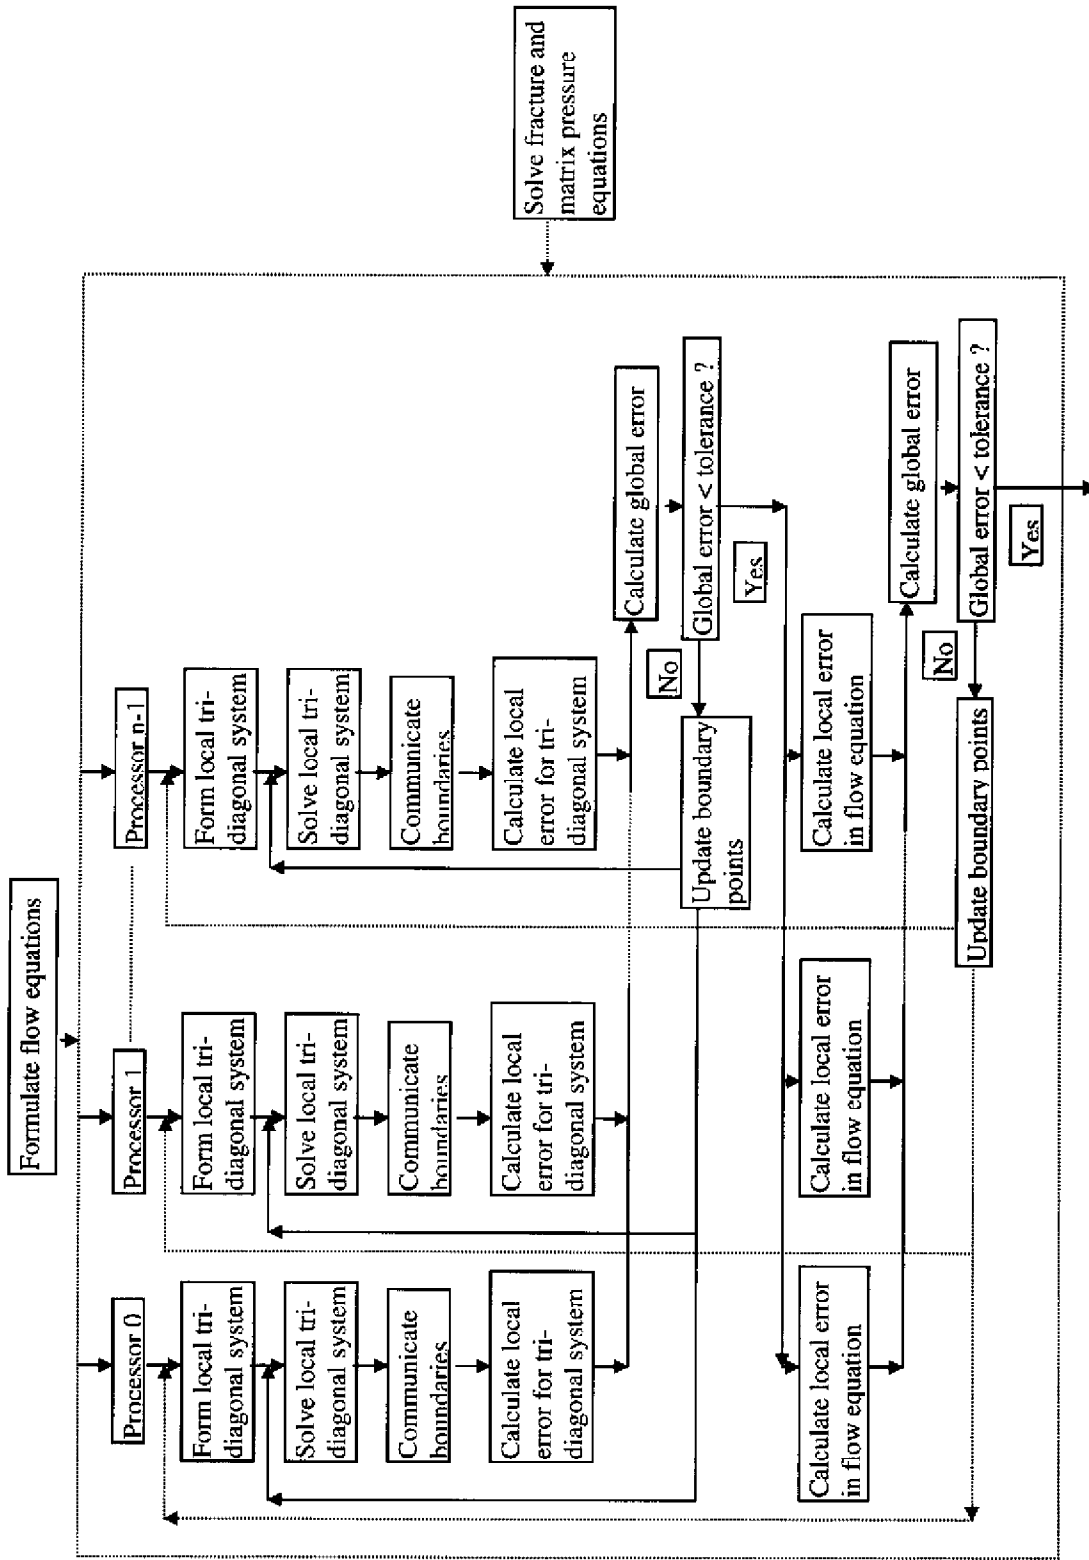 Formulate flow equations
Solve fracture and
matrix pressure
equations
Processor 0
Processor 1
Processor n-1
Form local tri-
diagonal system
Form local tri-
diagonal system
Form local tri-
diagonal system
Solve local tri-
diagonal system
Solve local tri-
diagonal system
Solve local tri-
diagonal system
Communicate
boundaries
Communicate
boundaries
Communicate
boundaries
Calculate local
error for tri-
diagonal system
Calculate local
error for tri-
diagonal system
Calculate local
error for tri-
diagonal system
Calculate global error
Global error < tolerance ?
No
Yes
Update boundary
points
Calculate local error
in flow equation
Calculate local error
in flow equation
Calculate local error
in flow equation
Calculate global error
Global error < tolerance ?
No
Yes
Update boundary points